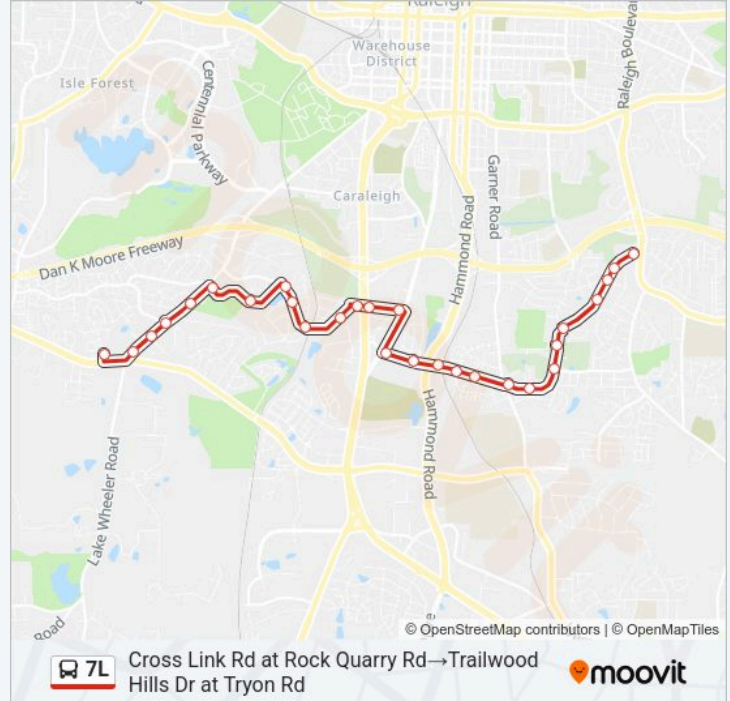 Raleigh
Warehouse
District
Raleigh Boulevar
Isle Forest
Centennial Parkway
Garner Road
Caraleigh
Hammond Road
Dan K Moore Freeway
Hammond Road
Lake Wheeler Road
Road
© OpenStreetMap contributors | © OpenMapTiles
7L
Cross Link Rd at Rock Quarry Rd→Trailwood
Hills Dr at Tryon Rd
moovit